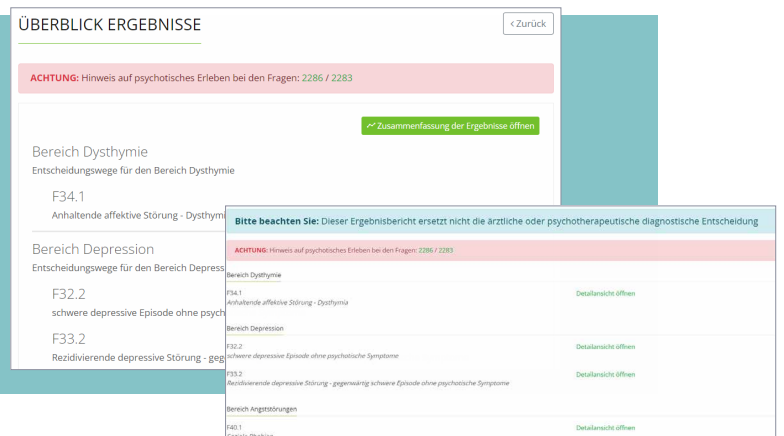 ÜBERBLICK ERGEBNISSE
< Zurück
ACHTUNG: Hinweis auf psychotisches Erleben bei den Fragen: 2286 / 2283
Zusammenfassung der Ergebnisse öffnen
Bereich Dysthymie
Entscheidungswege für den Bereich Dysthymie
F34.1
Anhaltende affektive Störung - Dysthymi
Bereich Depression
Entscheidungswege für den Bereich Depress
F32.2
schwere depressive Episode ohne psych
F33.2
Rezidivierende depressive Störung - geg
Bitte beachten Sie: Dieser Ergebnisbericht ersetzt nicht die ärztliche oder psychotherapeutische diagnostische Entscheidung
ACHTUNG: Hinweis auf psychotisches Erleben bei den Fragen: 2286 / 2283
Bereich Dysthymie
F34.1 Detailansicht öffnen
Anhaltende affektive Störung - Dysthymia
Bereich Depression
F32.2 Detailansicht öffnen
schwere depressive Episode ohne psychotische Symptome
F33.2 Detailansicht öffnen
Rezidivierende depressive Störung - gegenwärtig schwere Episode ohne psychotische Symptome
Bereich Angststörungen
F40.1 Detailansicht öffnen